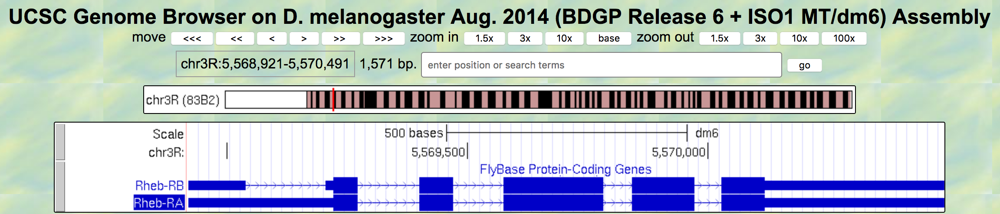 UCSC Genome Browser on D. melanogaster Aug. 2014 (BDGP Release 6 + ISO1 MT/dm6) Assembly
move <<< << < > >> >>> zoom in 1.5x 3x 10x base zoom out 1.5x 3x 10x 100x
chr3R:5,568,921-5,570,491 1,571 bp. enter position or search terms go
chr3R (83B2)
Scale 500 bases dm6
chr3R: 5,569,500 5,570,000
FlyBase Protein-Coding Genes
Rheb-RB
Rheb-RA